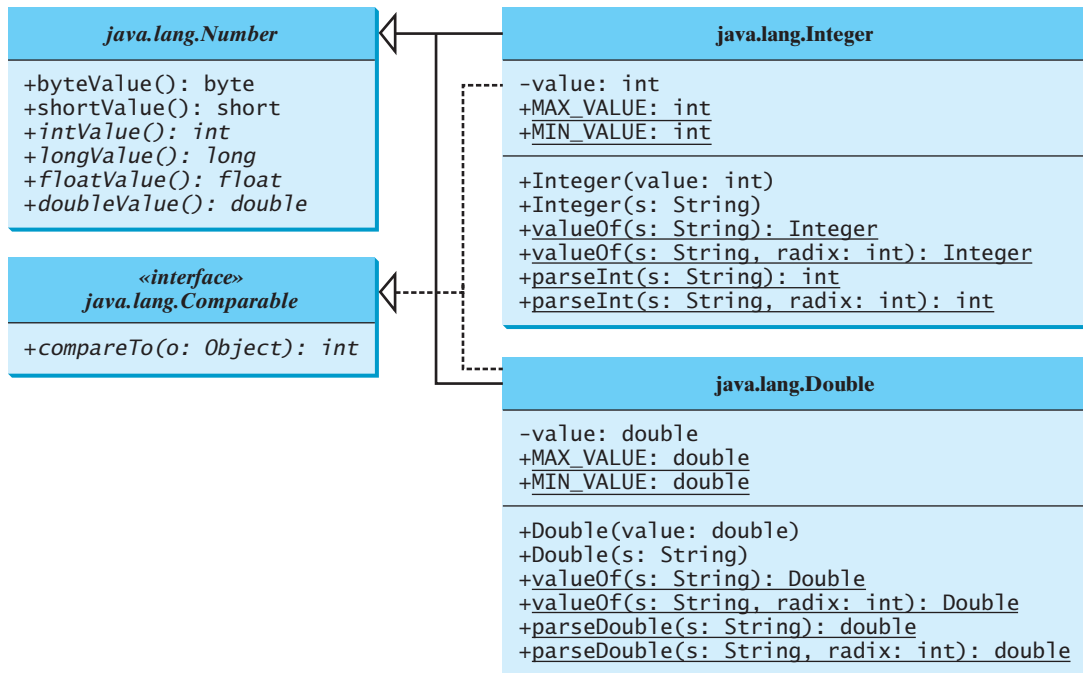 java.lang.Number
+byteValue(): byte
+shortValue(): short
+intValue(): int
+longValue(): long
+floatValue(): float
+doubleValue(): double
«interface»
java.lang.Comparable
+compareTo(o: Object): int
java.lang.Integer
-value: int
+MAX_VALUE: int
+MIN_VALUE: int
+Integer(value: int)
+Integer(s: String)
+valueOf(s: String): Integer
+valueOf(s: String, radix: int): Integer
+parseInt(s: String): int
+parseInt(s: String, radix: int): int
java.lang.Double
-value: double
+MAX_VALUE: double
+MIN_VALUE: double
+Double(value: double)
+Double(s: String)
+valueOf(s: String): Double
+valueOf(s: String, radix: int): Double
+parseDouble(s: String): double
+parseDouble(s: String, radix: int): double